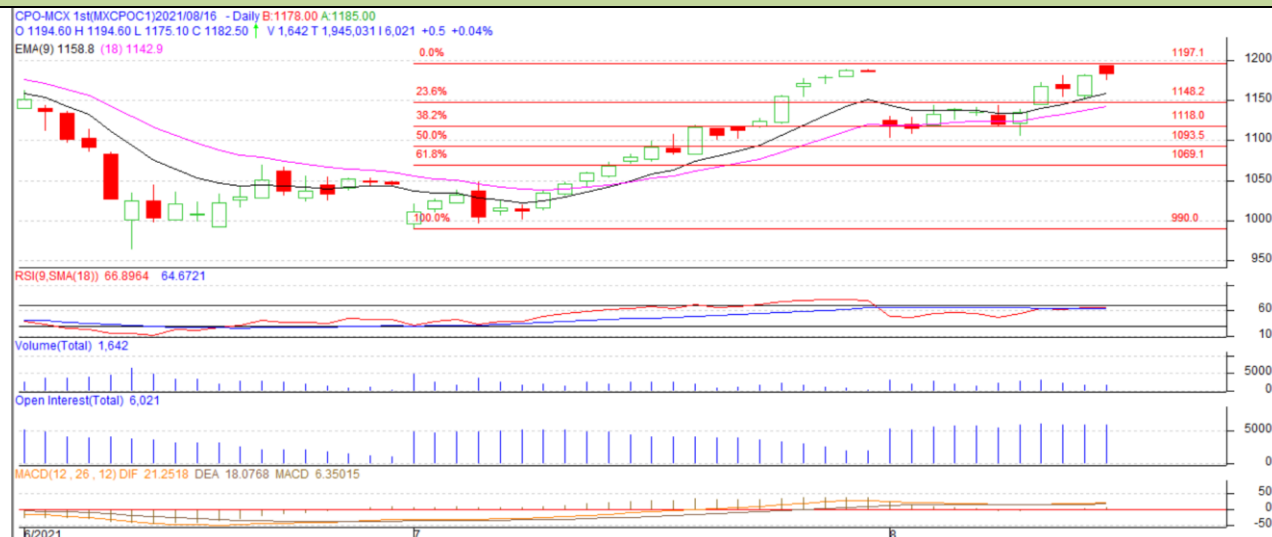 CPO-MCX 1st(MXCPOC1)2021/08/16 - Daily B:1178.00 A:1185.00
O 1194.60 H 1194.60 L 1175.10 C 1182.50 ↑ V 1,642 T 1,945,031 I 6,021 +0.5 +0.04%
EMA(9) 1158.8 (18) 1142.9
0.0% 1197.1
1200
23.6% 1148.2
1150
38.2% 1118.0
1100
50.0% 1093.5
61.8% 1069.1
1050
100.0% 990.0
1000
950
RSI(9,SMA(18)) 66.8964 64.6721
60
10
Volume(Total) 1,642
5000
0
Open Interest(Total) 6,021
5000
0
MACD(12 , 26 , 12) DIF 21.2518 DEA 18.0768 MACD 6.35015
50
0
-50
6/2021 7 8